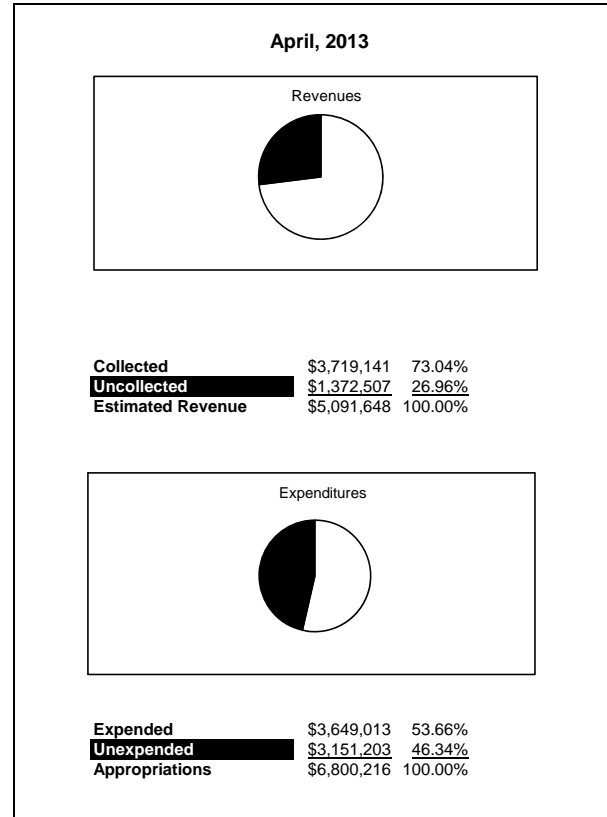 April, 2013
Revenues
Collected $3,719,141 73.04%
Uncollected $1,372,507 26.96%
Estimated Revenue $5,091,648 100.00%
Expenditures
Expended $3,649,013 53.66%
Unexpended $3,151,203 46.34%
Appropriations $6,800,216 100.00%